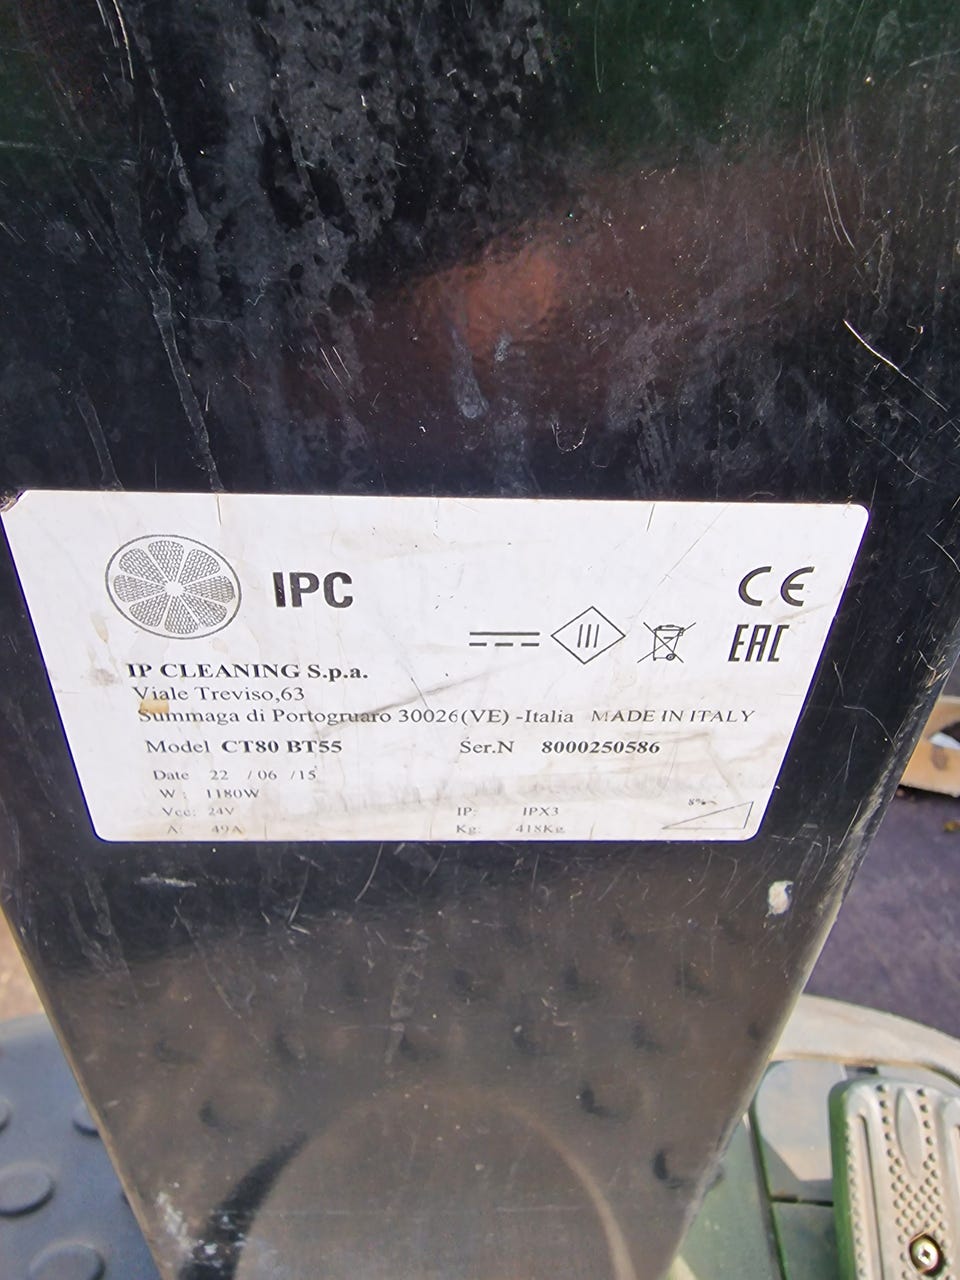 IPC
CE
EAC
IP CLEANING S.p.a.
Viale Treviso,63
Summaga di Portogruaro 30026(VE) -Italia MADE IN ITALY
Model CT80 BT55 Ser.N 8000250586
Date 22 / 06 /15
W : 1180W
Vcc: 24V IP: IPX3 8%
A: 49A Kg: 418Kg